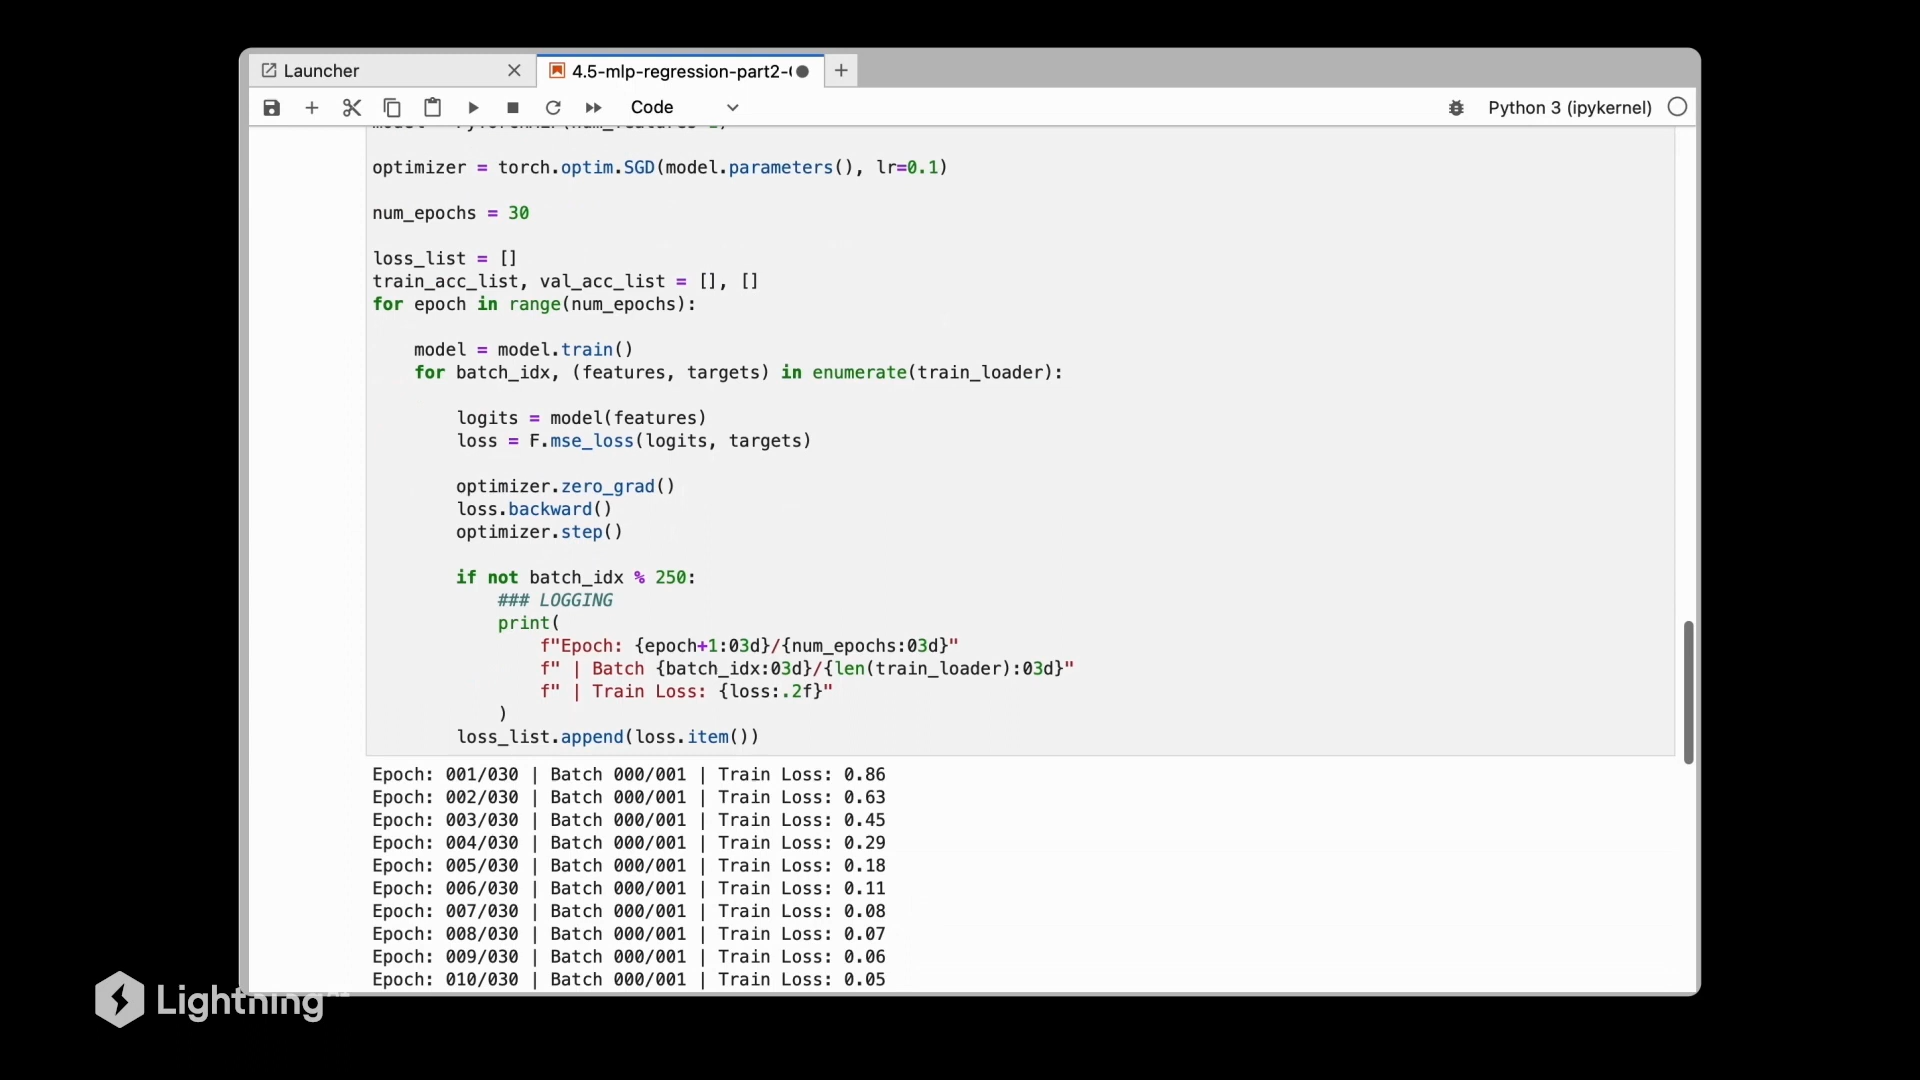 Launcher
4.5-mlp-regression-part2-
Code
Python 3 (ipykernel)
optimizer = torch.optim.SGD(model.parameters(), lr=0.1)
num_epochs = 30
loss_list = []
train_acc_list, val_acc_list = [], []
for epoch in range(num_epochs):
model = model.train()
for batch_idx, (features, targets) in enumerate(train_loader):
logits = model(features)
loss = F.mse_loss(logits, targets)
optimizer.zero_grad()
loss.backward()
optimizer.step()
if not batch_idx % 250:
### LOGGING
print(
f"Epoch: {epoch+1:03d}/{num_epochs:03d}"
f" | Batch {batch_idx:03d}/{len(train_loader):03d}"
f" | Train Loss: {loss:.2f}"
)
loss_list.append(loss.item())
Epoch: 001/030 | Batch 000/001 | Train Loss: 0.86
Epoch: 002/030 | Batch 000/001 | Train Loss: 0.63
Epoch: 003/030 | Batch 000/001 | Train Loss: 0.45
Epoch: 004/030 | Batch 000/001 | Train Loss: 0.29
Epoch: 005/030 | Batch 000/001 | Train Loss: 0.18
Epoch: 006/030 | Batch 000/001 | Train Loss: 0.11
Epoch: 007/030 | Batch 000/001 | Train Loss: 0.08
Epoch: 008/030 | Batch 000/001 | Train Loss: 0.07
Epoch: 009/030 | Batch 000/001 | Train Loss: 0.06
Epoch: 010/030 | Batch 000/001 | Train Loss: 0.05
Lightning